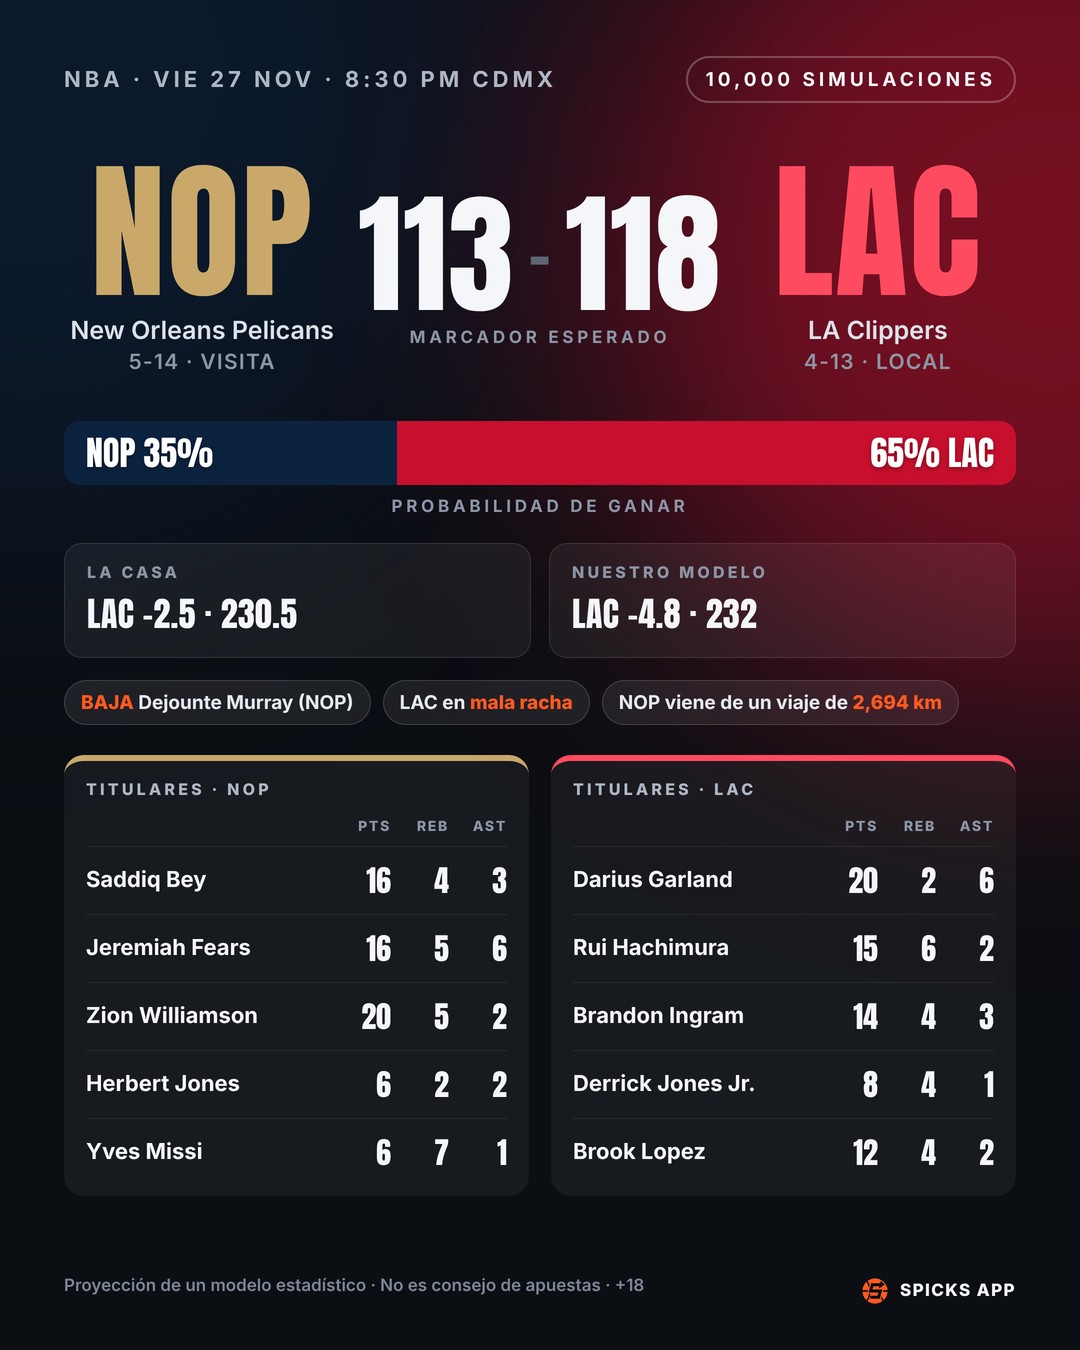 NBA · VIE 27 NOV · 8:30 PM CDMX
10,000 SIMULACIONES
NOP 113 - 118 LAC
New Orleans Pelicans
5-14 · VISITA
MARCADOR ESPERADO
LA Clippers
4-13 · LOCAL
NOP 35%
65% LAC
PROBABILIDAD DE GANAR
LA CASA
LAC -2.5 · 230.5
NUESTRO MODELO
LAC -4.8 · 232
BAJA Dejounte Murray (NOP)
LAC en mala racha
NOP viene de un viaje de 2,694 km
TITULARES · NOP
PTS REB AST
Saddiq Bey 16 4 3
Jeremiah Fears 16 5 6
Zion Williamson 20 5 2
Herbert Jones 6 2 2
Yves Missi 6 7 1
TITULARES · LAC
PTS REB AST
Darius Garland 20 2 6
Rui Hachimura 15 6 2
Brandon Ingram 14 4 3
Derrick Jones Jr. 8 4 1
Brook Lopez 12 4 2
Proyección de un modelo estadístico · No es consejo de apuestas · +18
SPICKS APP